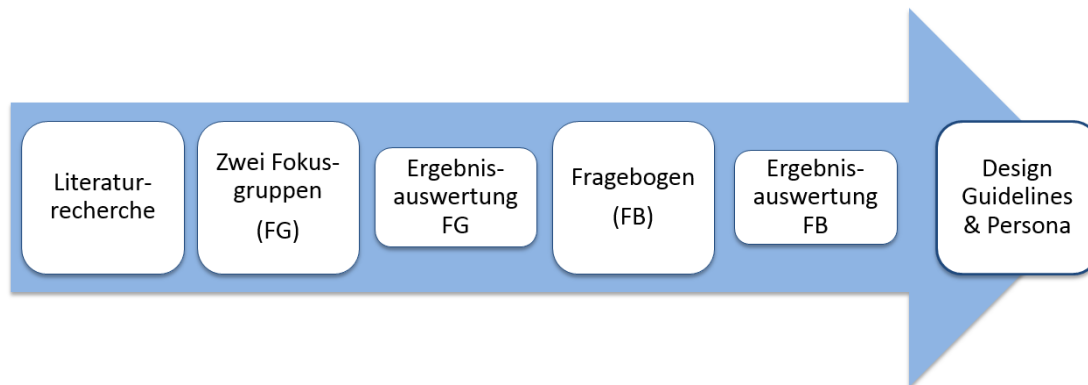 Literatur-
recherche
Zwei Fokus-
gruppen
(FG)
Ergebnis-
auswertung
FG
Fragebogen
(FB)
Ergebnis-
auswertung
FB
Design
Guidelines
& Persona